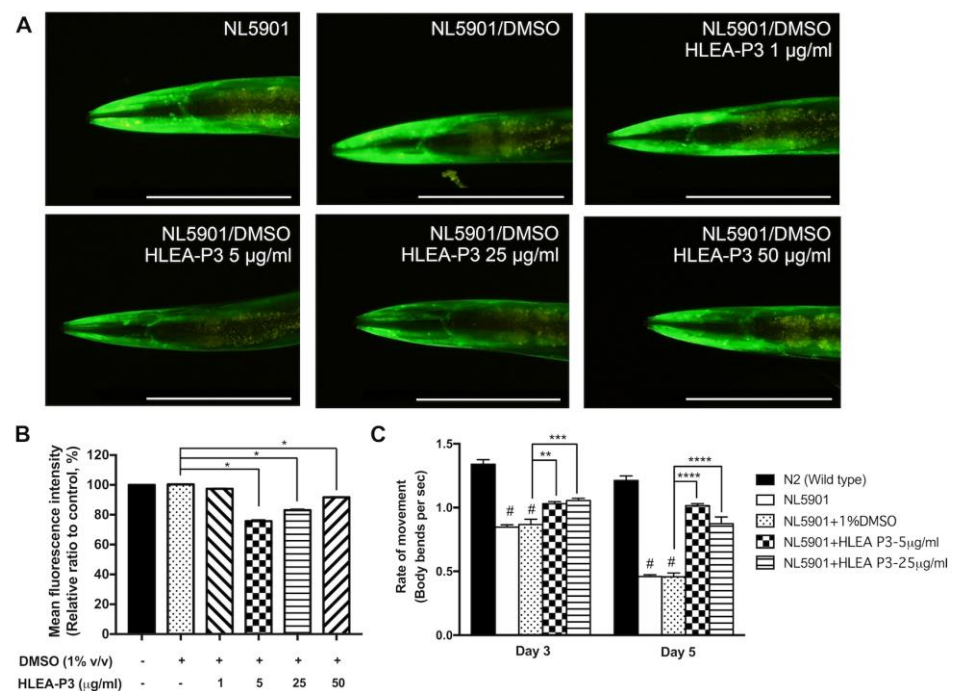 A
NL5901
NL5901/DMSO
NL5901/DMSO
HLEA-P3 1 µg/ml
NL5901/DMSO
HLEA-P3 5 µg/ml
NL5901/DMSO
HLEA-P3 25 µg/ml
NL5901/DMSO
HLEA-P3 50 µg/ml
B
Mean fluorescence intensity
(Relative ratio to control, %)
120
100
80
60
40
20
0
*
*
*
DMSO (1% v/v) - + + + + +
HLEA-P3 (µg/ml) - - 1 5 25 50
C
Rate of movement
(Body bends per sec)
1.5
1.0
0.5
0.0
***
**
# #
****
****
# #
Day 3 Day 5
N2 (Wild type)
NL5901
NL5901+1%DMSO
NL5901+HLEA P3-5µg/ml
NL5901+HLEA P3-25µg/ml